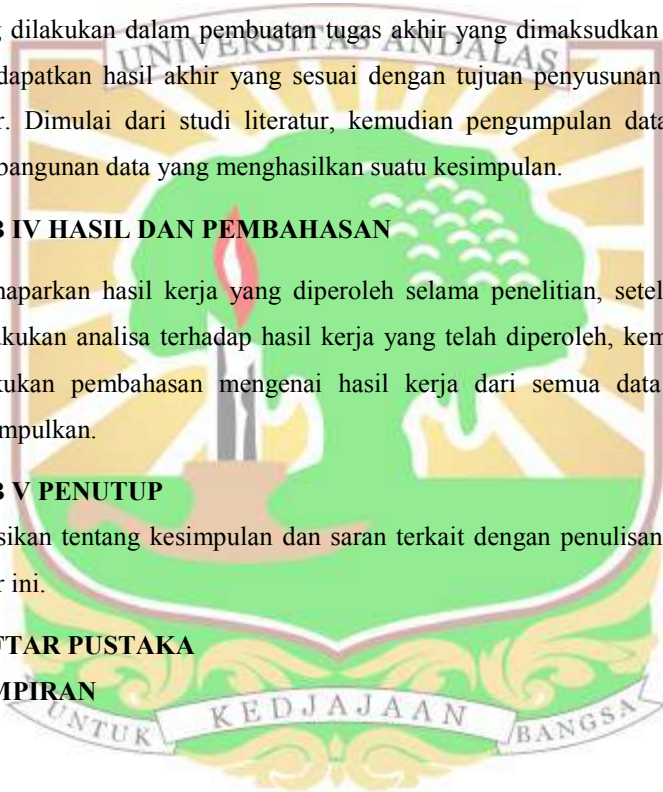 dilakukan dalam pembuatan tugas akhir yang dimaksudkan
UNIVERSITAS ANDALAS
dapatkan hasil akhir yang sesuai dengan tujuan penyusunan
r. Dimulai dari studi literatur, kemudian pengumpulan data
bangunan data yang menghasilkan suatu kesimpulan.
B IV HASIL DAN PEMBAHASAN
naparkan hasil kerja yang diperoleh selama penelitian, setel
kukan analisa terhadap hasil kerja yang telah diperoleh, kem
kukan pembahasan mengenai hasil kerja dari semua data
mpulkan.
B V PENUTUP
sikan tentang kesimpulan dan saran terkait dengan penulisan
r ini.
FTAR PUSTAKA
MPIRAN
UNTUK KEDJAJAAN BANGSA